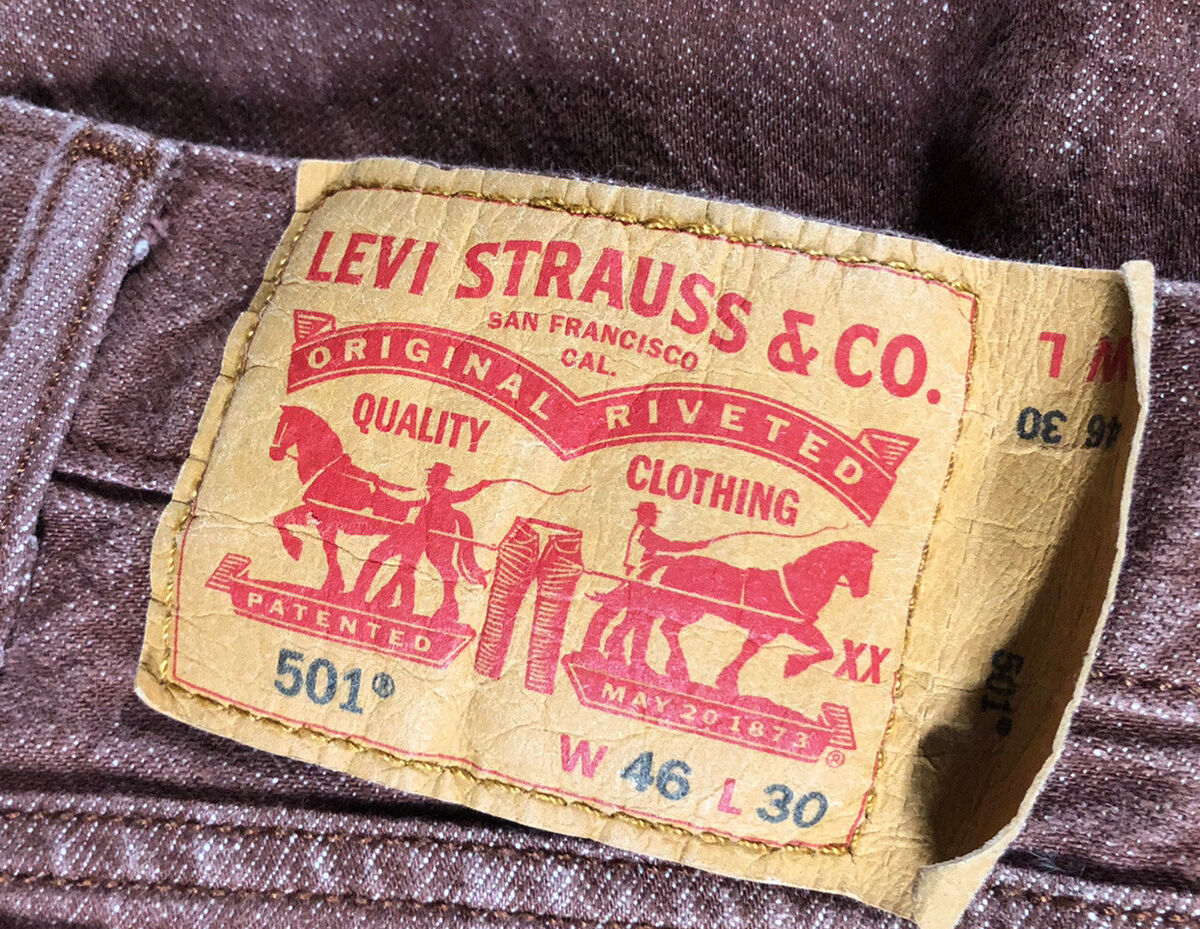 LEVI STRAUSS & CO.
SAN FRANCISCO
CAL.
ORIGINAL RIVETED
QUALITY CLOTHING
PATENTED
XX
MAY 20 1873
®
501®
W 46 L 30
W L
46 30
501®